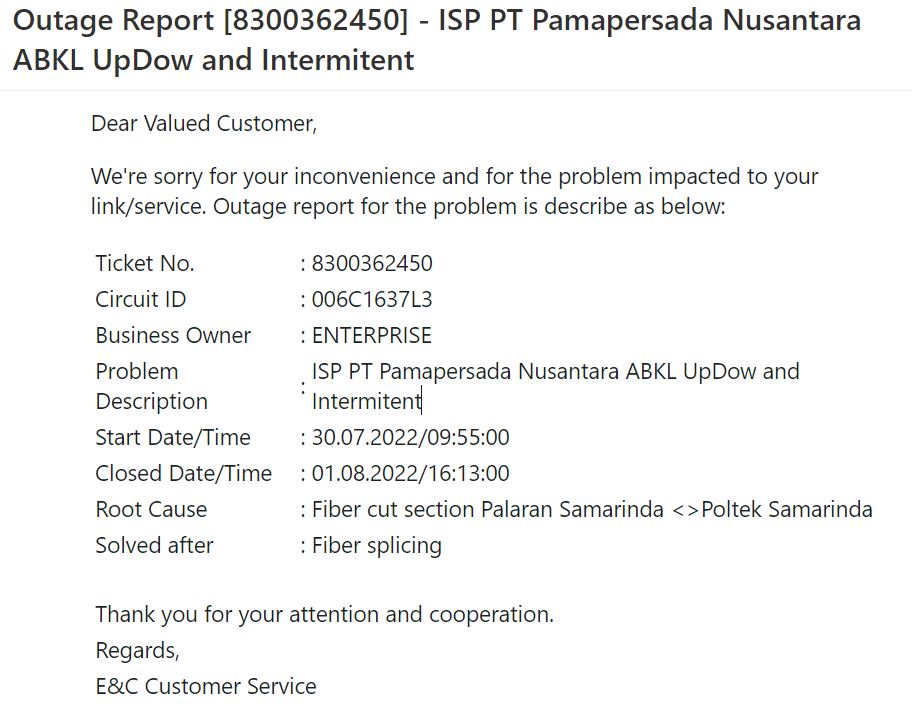 Outage Report [8300362450] - ISP PT Pamapersada Nusantara
ABKL UpDow and Intermitent
Dear Valued Customer,
We're sorry for your inconvenience and for the problem impacted to your
link/service. Outage report for the problem is describe as below:
Ticket No. : 8300362450
Circuit ID : 006C1637L3
Business Owner : ENTERPRISE
Problem Description : ISP PT Pamapersada Nusantara ABKL UpDow and
Intermitent
Start Date/Time : 30.07.2022/09:55:00
Closed Date/Time : 01.08.2022/16:13:00
Root Cause : Fiber cut section Palaran Samarinda <>Poltek Samarinda
Solved after : Fiber splicing
Thank you for your attention and cooperation.
Regards,
E&C Customer Service